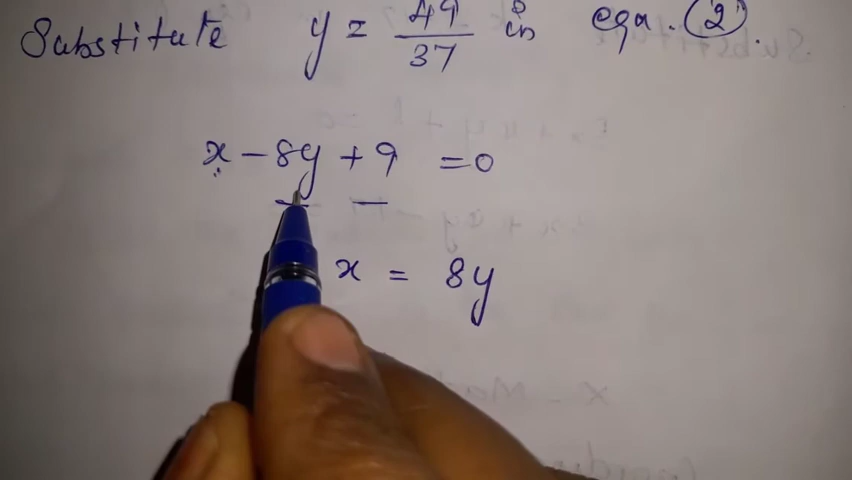 Substitute y = 49/37 in eqn. (2).
x - 8y + 9 = 0
x = 8y